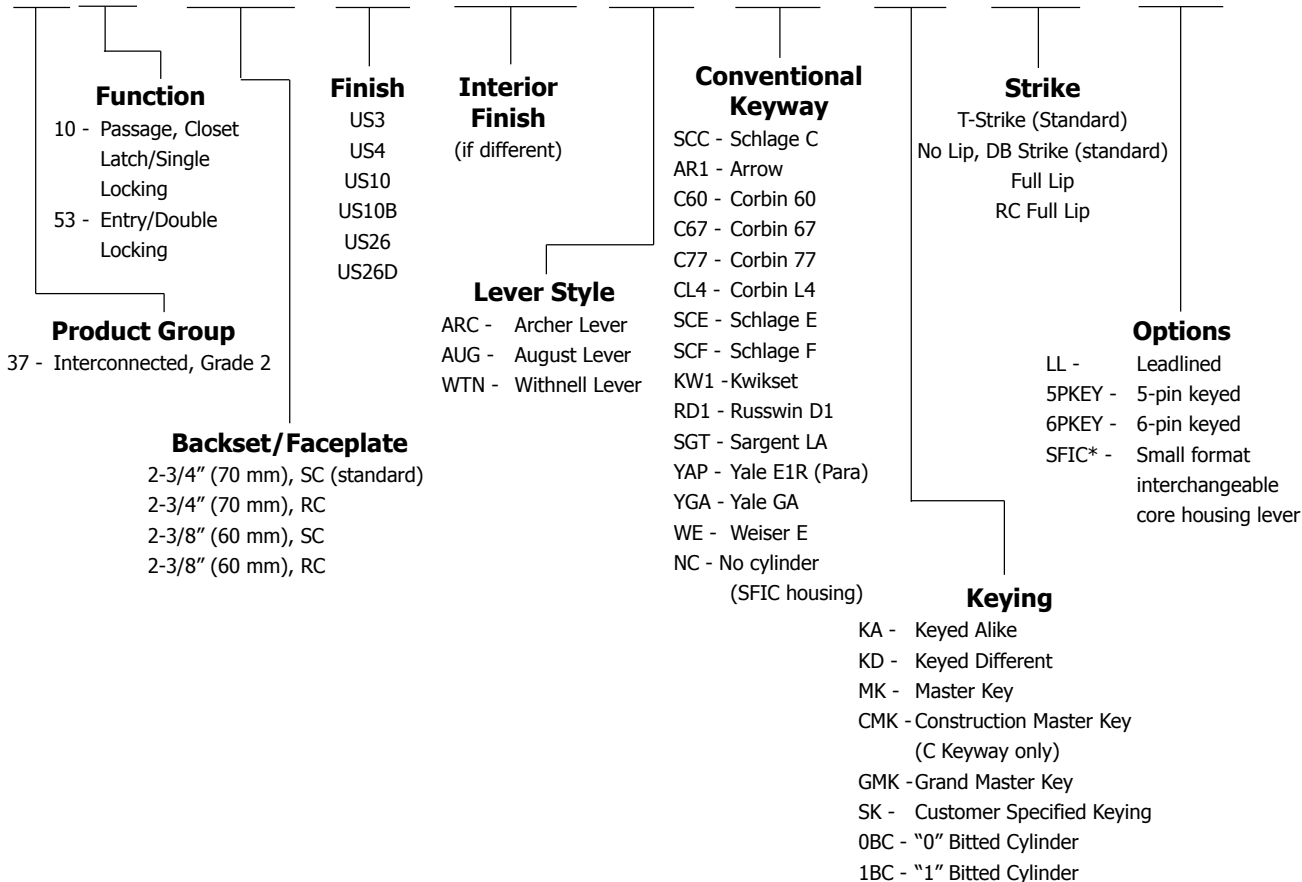 Function
10 - Passage, Closet
Latch/Single
Locking
53 - Entry/Double
Locking
Product Group
37 - Interconnected, Grade 2
Backset/Faceplate
2-3/4” (70 mm), SC (standard)
2-3/4” (70 mm), RC
2-3/8” (60 mm), SC
2-3/8” (60 mm), RC
Finish
US3
US4
US10
US10B
US26
US26D
Interior
Finish
(if different)
Lever Style
ARC - Archer Lever
AUG - August Lever
WTN - Withnell Lever
Conventional
Keyway
SCC - Schlage C
AR1 - Arrow
C60 - Corbin 60
C67 - Corbin 67
C77 - Corbin 77
CL4 - Corbin L4
SCE - Schlage E
SCF - Schlage F
KW1 -Kwikset
RD1 - Russwin D1
SGT - Sargent LA
YAP - Yale E1R (Para)
YGA - Yale GA
WE - Weiser E
NC - No cylinder
(SFIC housing)
Keying
KA - Keyed Alike
KD - Keyed Different
MK - Master Key
CMK - Construction Master Key
(C Keyway only)
GMK -Grand Master Key
SK - Customer Specified Keying
0BC - “0” Bitted Cylinder
1BC - “1” Bitted Cylinder
Strike
T-Strike (Standard)
No Lip, DB Strike (standard)
Full Lip
RC Full Lip
Options
LL - Leadlined
5PKEY - 5-pin keyed
6PKEY - 6-pin keyed
SFIC* - Small format
interchangeable
core housing lever